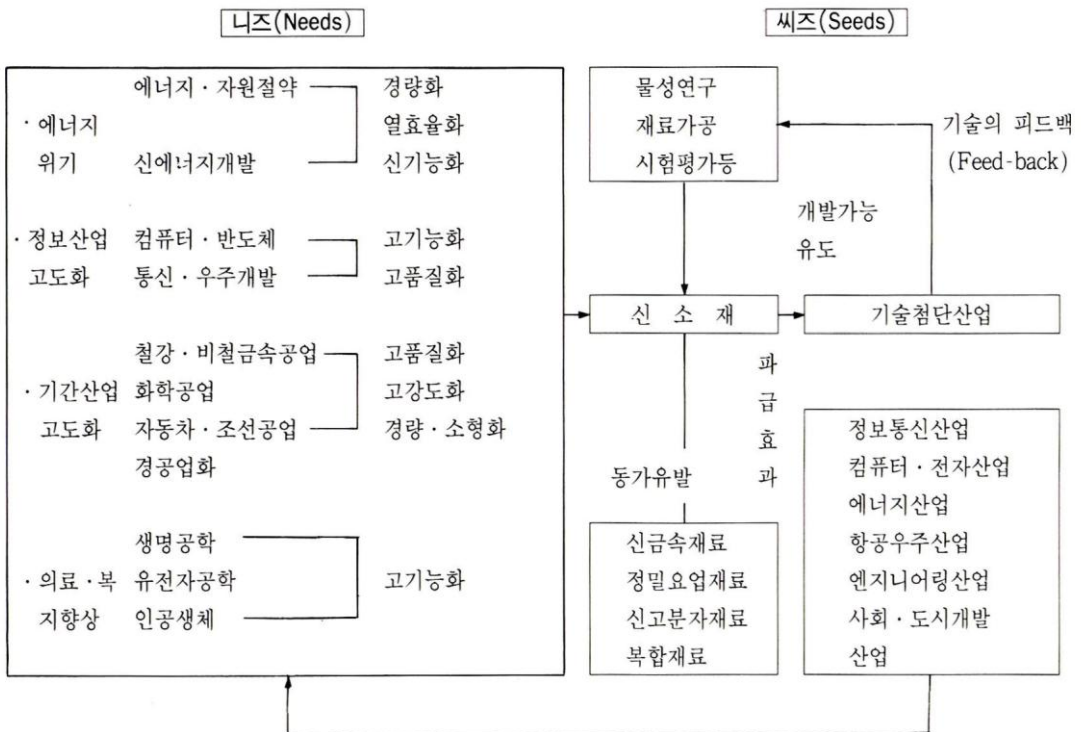 니즈(Needs)
씨즈(Seeds)
에너지·자원절약
경량화
·에너지
열효율화
위기
신에너지개발
신기능화
·정보산업
컴퓨터·반도체
고기능화
고도화
통신·우주개발
고품질화
철강·비철금속공업
고품질화
·기간산업
화학공업
고강도화
고도화
자동차·조선공업
경량·소형화
경공업화
생명공학
·의료·복
유전자공학
고기능화
지향상
인공생체
물성연구
재료가공
시험평가등
기술의 피드백
(Feed-back)
개발가능
유도
신 소 재
기술첨단산업
파
급
효
과
동가유발
신금속재료
정밀요업재료
신고분자재료
복합재료
정보통신산업
컴퓨터·전자산업
에너지산업
항공우주산업
엔지니어링산업
사회·도시개발
산업